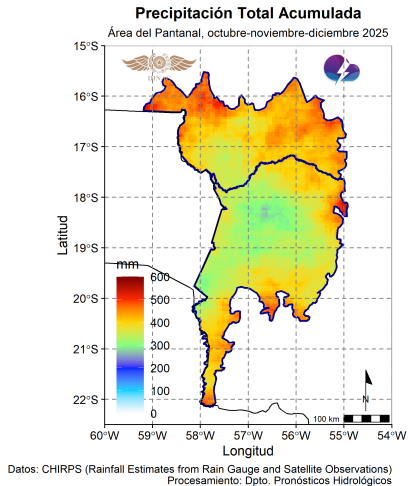 Precipitación Total Acumulada
Área del Pantanal, octubre-noviembre-diciembre 2025
15°S
16°S
17°S
18°S
19°S
20°S
21°S
22°S
Latitud
mm
600
500
400
300
200
100
0
N
100 km
60°W 59°W 58°W 57°W 56°W 55°W 54°W
Longitud
Datos: CHIRPS (Rainfall Estimates from Rain Gauge and Satellite Observations)
Procesamiento: Dpto. Pronósticos Hidrológicos